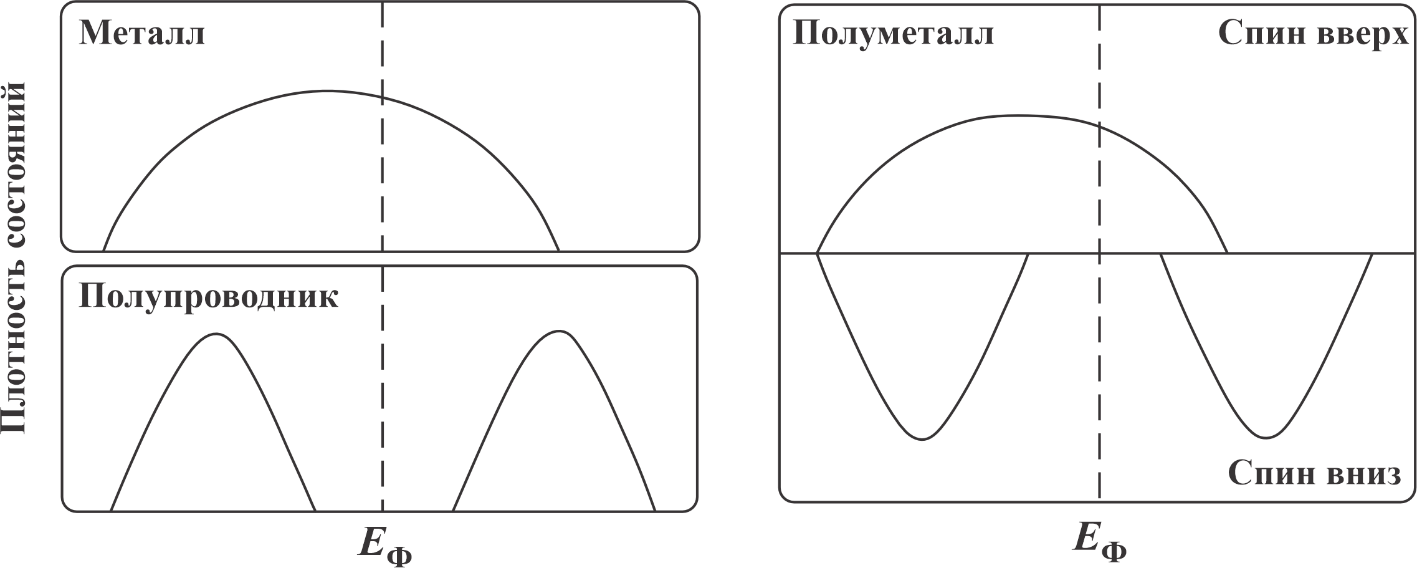 Плотность состояний
Металл
Полупроводник
EФ
Полуметалл
Спин вверх
Спин вниз
EФ